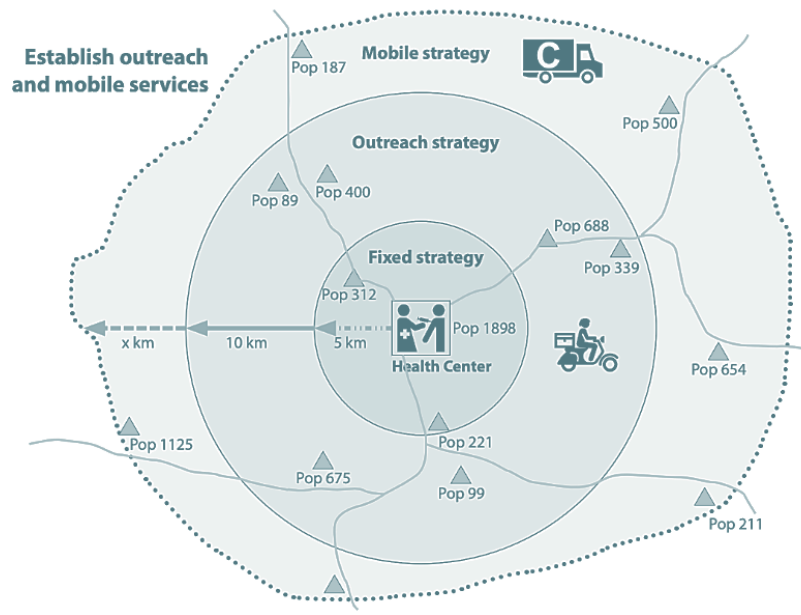 Establish outreach
and mobile services
Mobile strategy
C
Pop 187
Pop 500
Outreach strategy
Pop 400
Pop 89
Pop 688
Fixed strategy
Pop 339
Pop 312
Pop 1898
x km
10 km
5 km
Health Center
Pop 654
Pop 1125
Pop 221
Pop 675
Pop 99
Pop 211